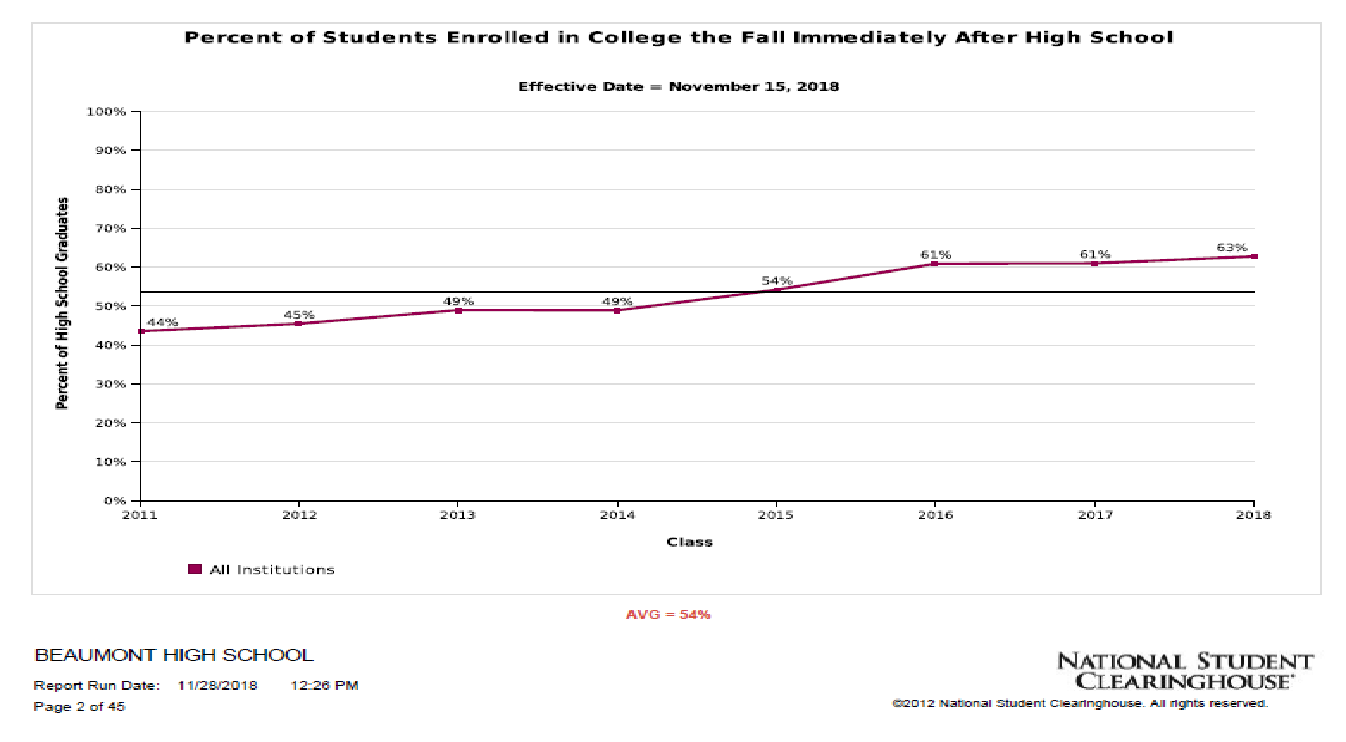 Percent of Students Enrolled in College the Fall Immediately After High School
Effective Date = November 15, 2018
Percent of High School Graduates
100%
90%
80%
70%
60%
50%
40%
30%
20%
10%
0%
44%
45%
49%
49%
54%
61%
61%
63%
2011 2012 2013 2014 2015 2016 2017 2018
Class
All Institutions
AVG = 54%
BEAUMONT HIGH SCHOOL
Report Run Date: 11/28/2018 12:26 PM
Page 2 of 45
NATIONAL STUDENT
CLEARINGHOUSE®
©2012 National Student Clearinghouse. All rights reserved.